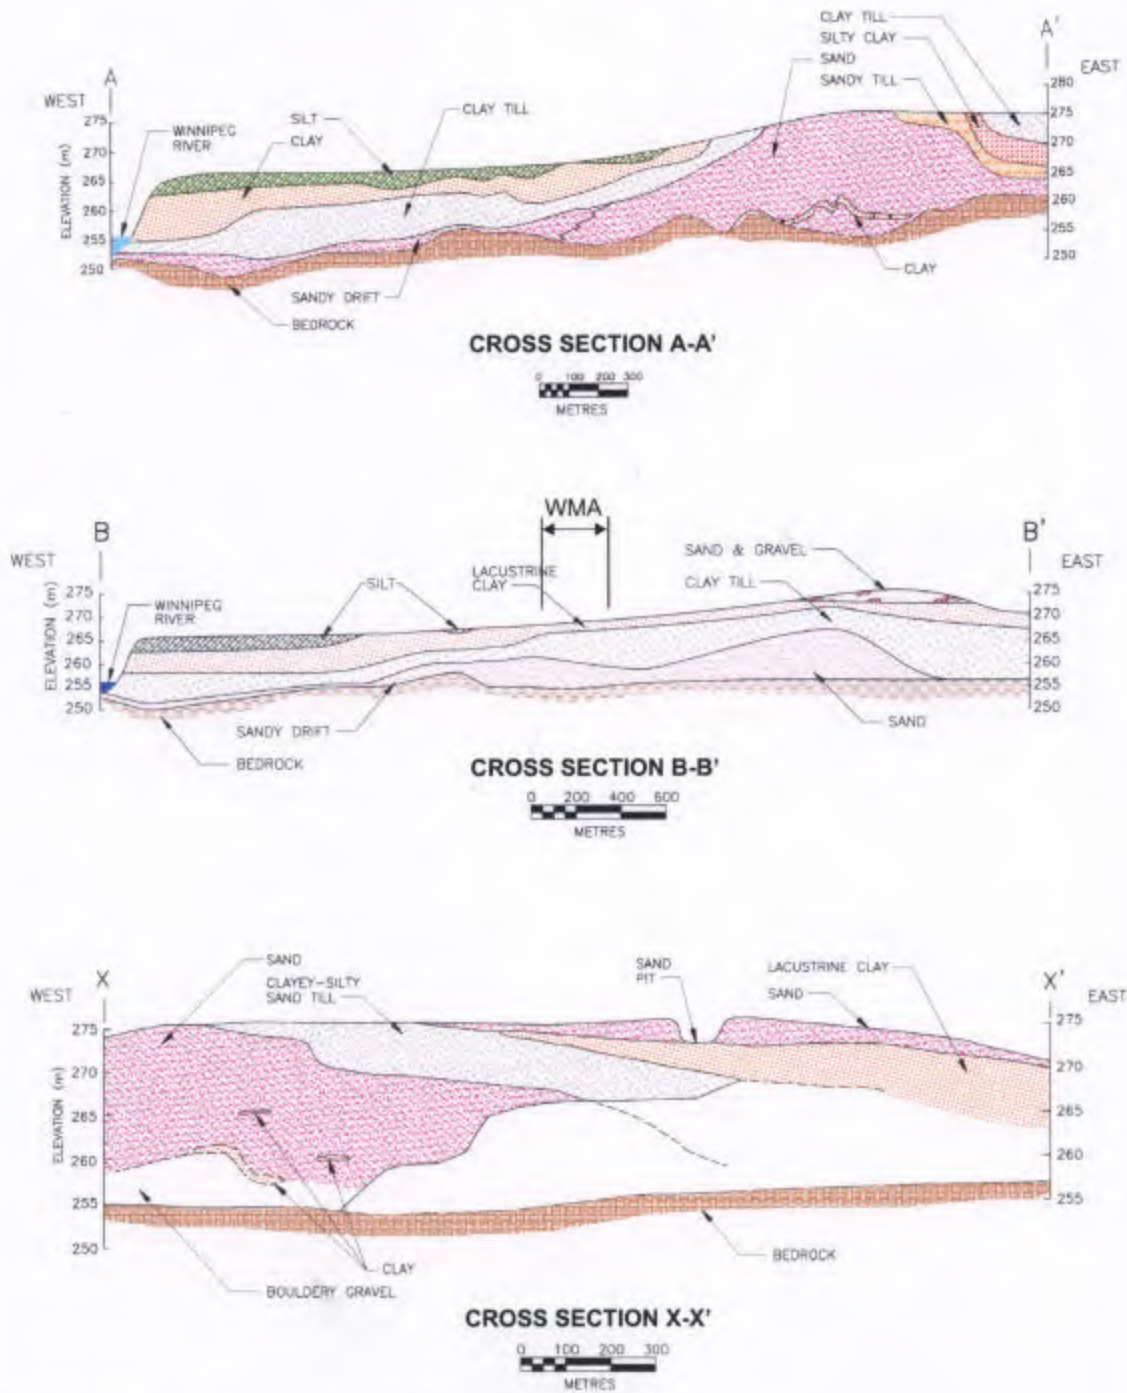 CLAY TILL
SILTY CLAY
SAND
SANDY TILL
A'
EAST
A
WEST
CLAY TILL
SILT
CLAY
WINNIPEG
RIVER
ELEVATION (m)
275
270
265
260
255
250
280
275
270
265
260
255
250
CLAY
SANDY DRIFT
BEDROCK
CROSS SECTION A-A'
0 100 200 300
METRES
WMA
B
B'
WEST
EAST
SAND & GRAVEL
CLAY TILL
LACUSTRINE
CLAY
SILT
WINNIPEG
RIVER
ELEVATION (m)
275
270
265
260
255
250
275
270
265
260
255
250
SAND
SANDY DRIFT
BEDROCK
CROSS SECTION B-B'
0 200 400 600
METRES
X
X'
WEST
EAST
SAND
CLAYEY-SILTY
SAND TILL
SAND
PIT
LACUSTRINE CLAY
SAND
ELEVATION (m)
275
270
265
260
255
250
275
270
265
260
255
BEDROCK
CLAY
BOULDERY GRAVEL
CROSS SECTION X-X'
0 100 200 300
METRES